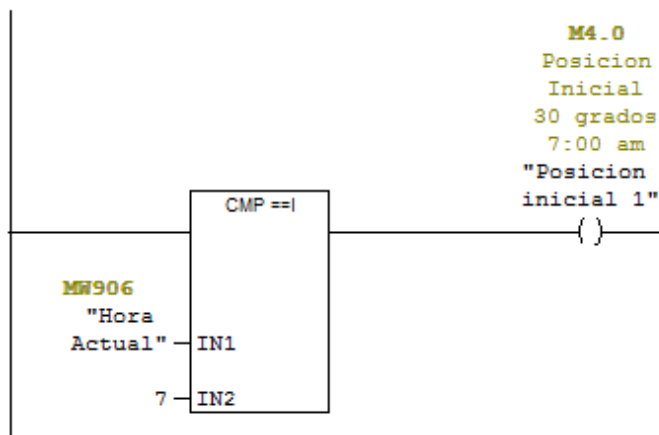 M4.0
Posicion
Inicial
30 grados
7:00 am
"Posicion
inicial 1"
CMP ==I
MW906
"Hora
Actual"
IN1
7
IN2